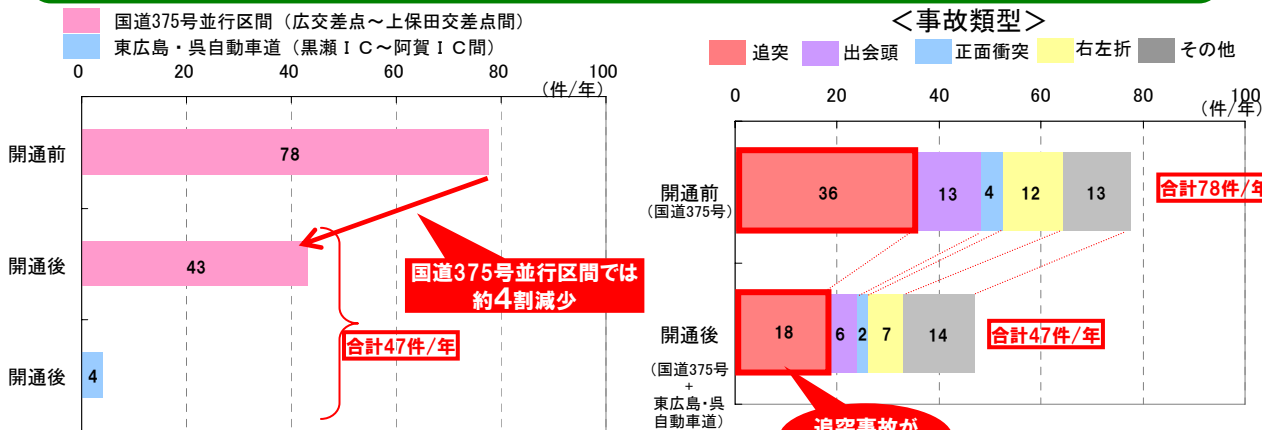 国道375号並行区間（広交差点～上保田交差点間）
東広島・呉自動車道（黒瀬ＩＣ～阿賀ＩＣ間）
0 20 40 60 80 100
（件/年）
開通前
78
開通後
43
国道375号並行区間では
約4割減少
合計47件/年
開通後
4
＜事故類型＞
追突 出会頭 正面衝突 右左折 その他
0 20 40 60 80 100
（件/年）
開通前
（国道375号）
36 13 4 12 13
合計78件/年
開通後
（国道375号
+
東広島・呉
自動車道）
18 6 2 7 14
合計47件/年
追突事故が